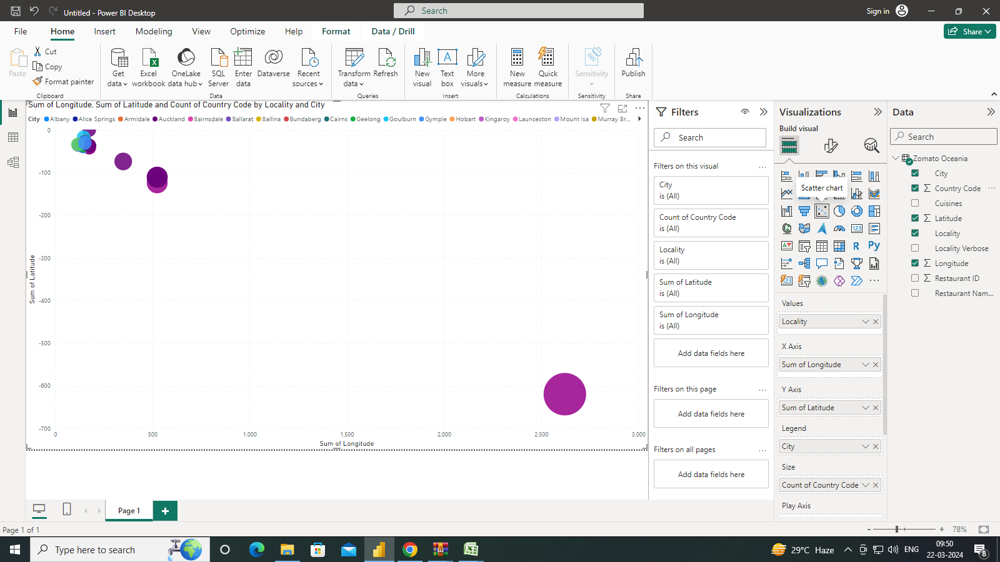 Untitled - Power BI Desktop
Search
Sign in
File
Home
Insert
Modeling
View
Optimize
Help
Format
Data / Drill
Share
Paste
Cut
Copy
Format painter
Clipboard
Get data
Excel workbook
OneLake data hub
SQL Server
Enter data
Dataverse
Recent sources
Data
Transform data
Refresh
Queries
New visual
Text box
More visuals
Insert
New measure
Quick measure
Calculations
Sensitivity
Sensitivity
Publish
Share
Sum of Longitude, Sum of Latitude and Count of Country Code by Locality and City
City Albany Alice Springs Armidale Auckland Bairnsdale Ballarat Ballina Bundaberg Cairns Geelong Goulburn Gympie Hobart Kingaroy Launceston Mount Isa Murray Br...
0
-100
-200
-300
-400
-500
-600
-700
Sum of Latitude
0 500 1,000 1,500 2,000 2,500 3,000
Sum of Longitude
Filters
Search
Filters on this visual ...
City
is (All)
Count of Country Code
is (All)
Locality
is (All)
Sum of Latitude
is (All)
Sum of Longitude
is (All)
Add data fields here
Filters on this page ...
Add data fields here
Filters on all pages ...
Add data fields here
Visualizations
Build visual
Scatter chart
123
R
Py
123
...
Values
Locality
X Axis
Sum of Longitude
Y Axis
Sum of Latitude
Legend
City
Size
Count of Country Code
Play Axis
Data
Search
Zomato Oceania
City
Σ Country Code ...
Cuisines
Σ Latitude
Locality
Locality Verbose
Σ Longitude
Σ Restaurant ID
Restaurant Nam...
Page 1
+
Page 1 of 1
- + 78%
Type here to search
29°C Haze
ENG
09:50
22-03-2024
8